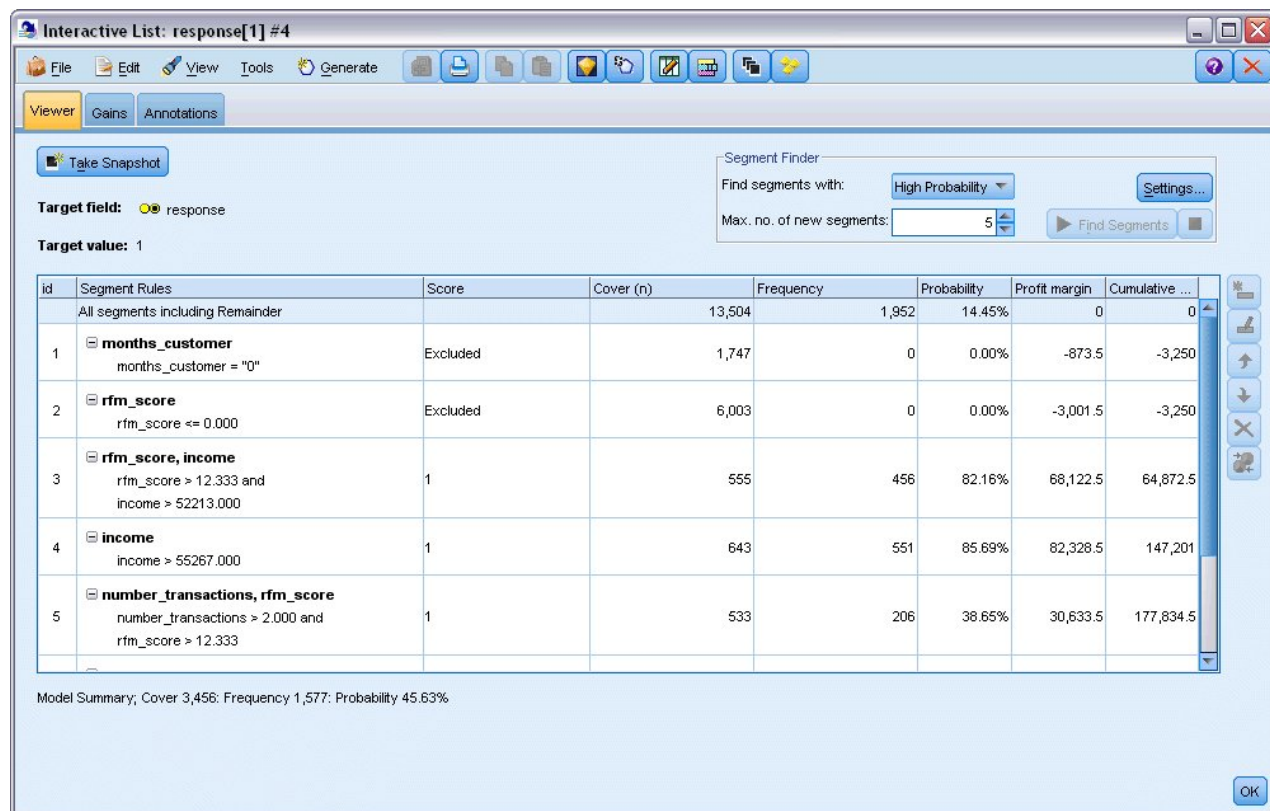 Interactive List: response[1] #4
File Edit View Tools Generate
Viewer Gains Annotations
Take Snapshot
Segment Finder
Find segments with: High Probability Settings...
Max. no. of new segments: 5 Find Segments
Target field: response
Target value: 1
id Segment Rules Score Cover (n) Frequency Probability Profit margin Cumulative ...
All segments including Remainder 13,504 1,952 14.45% 0 0
1 months_customer Excluded 1,747 0 0.00% -873.5 -3,250
months_customer = "0"
2 rfm_score Excluded 6,003 0 0.00% -3,001.5 -3,250
rfm_score <= 0.000
3 rfm_score, income 1 555 456 82.16% 68,122.5 64,872.5
rfm_score > 12.333 and
income > 52213.000
4 income 1 643 551 85.69% 82,328.5 147,201
income > 55267.000
5 number_transactions, rfm_score 1 533 206 38.65% 30,633.5 177,834.5
number_transactions > 2.000 and
rfm_score > 12.333
Model Summary; Cover 3,456: Frequency 1,577: Probability 45.63%
OK